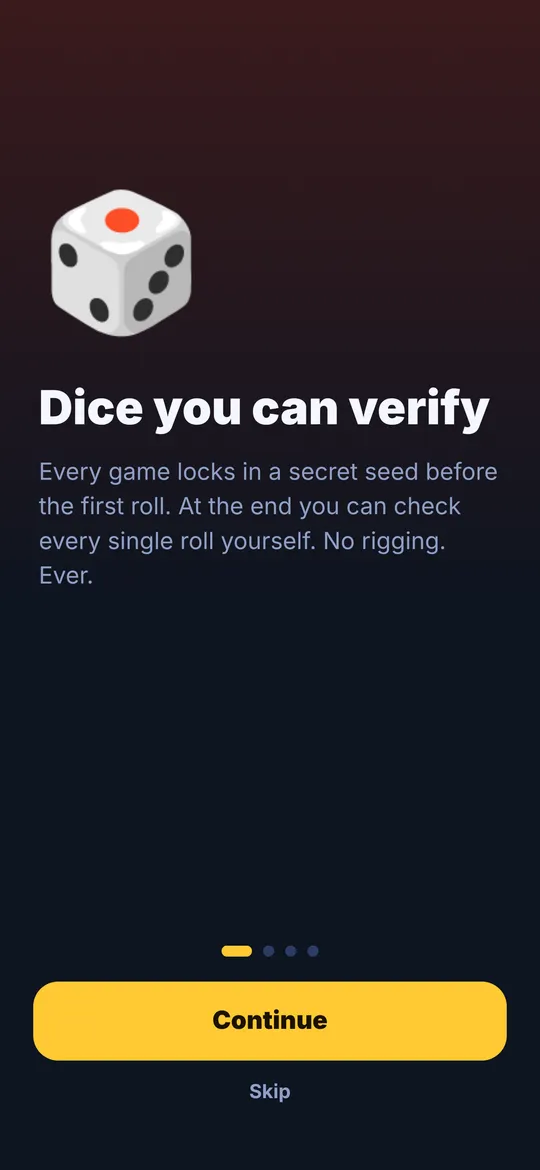 Dice you can verify
Every game locks in a secret seed before
the first roll. At the end you can check
every single roll yourself. No rigging.
Ever.
Continue
Skip